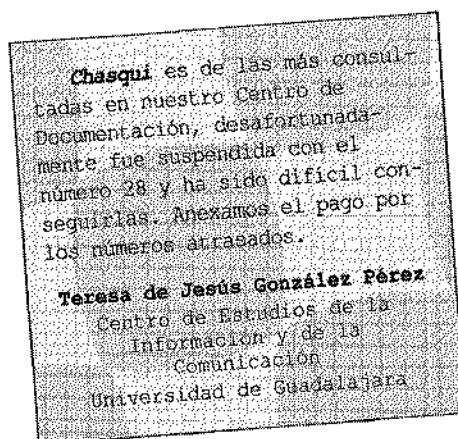 Chasqui es de las más consul-
tadas en nuestro Centro de
Documentación, desafortunada-
mente fue suspendida con el
número 28 y ha sido difícil con-
seguirlas. Anexamos el pago por
los números atrasados.
Teresa de Jesús González Pérez
Centro de Estudios de la
Información y de la
Comunicación
Universidad de Guadalajara